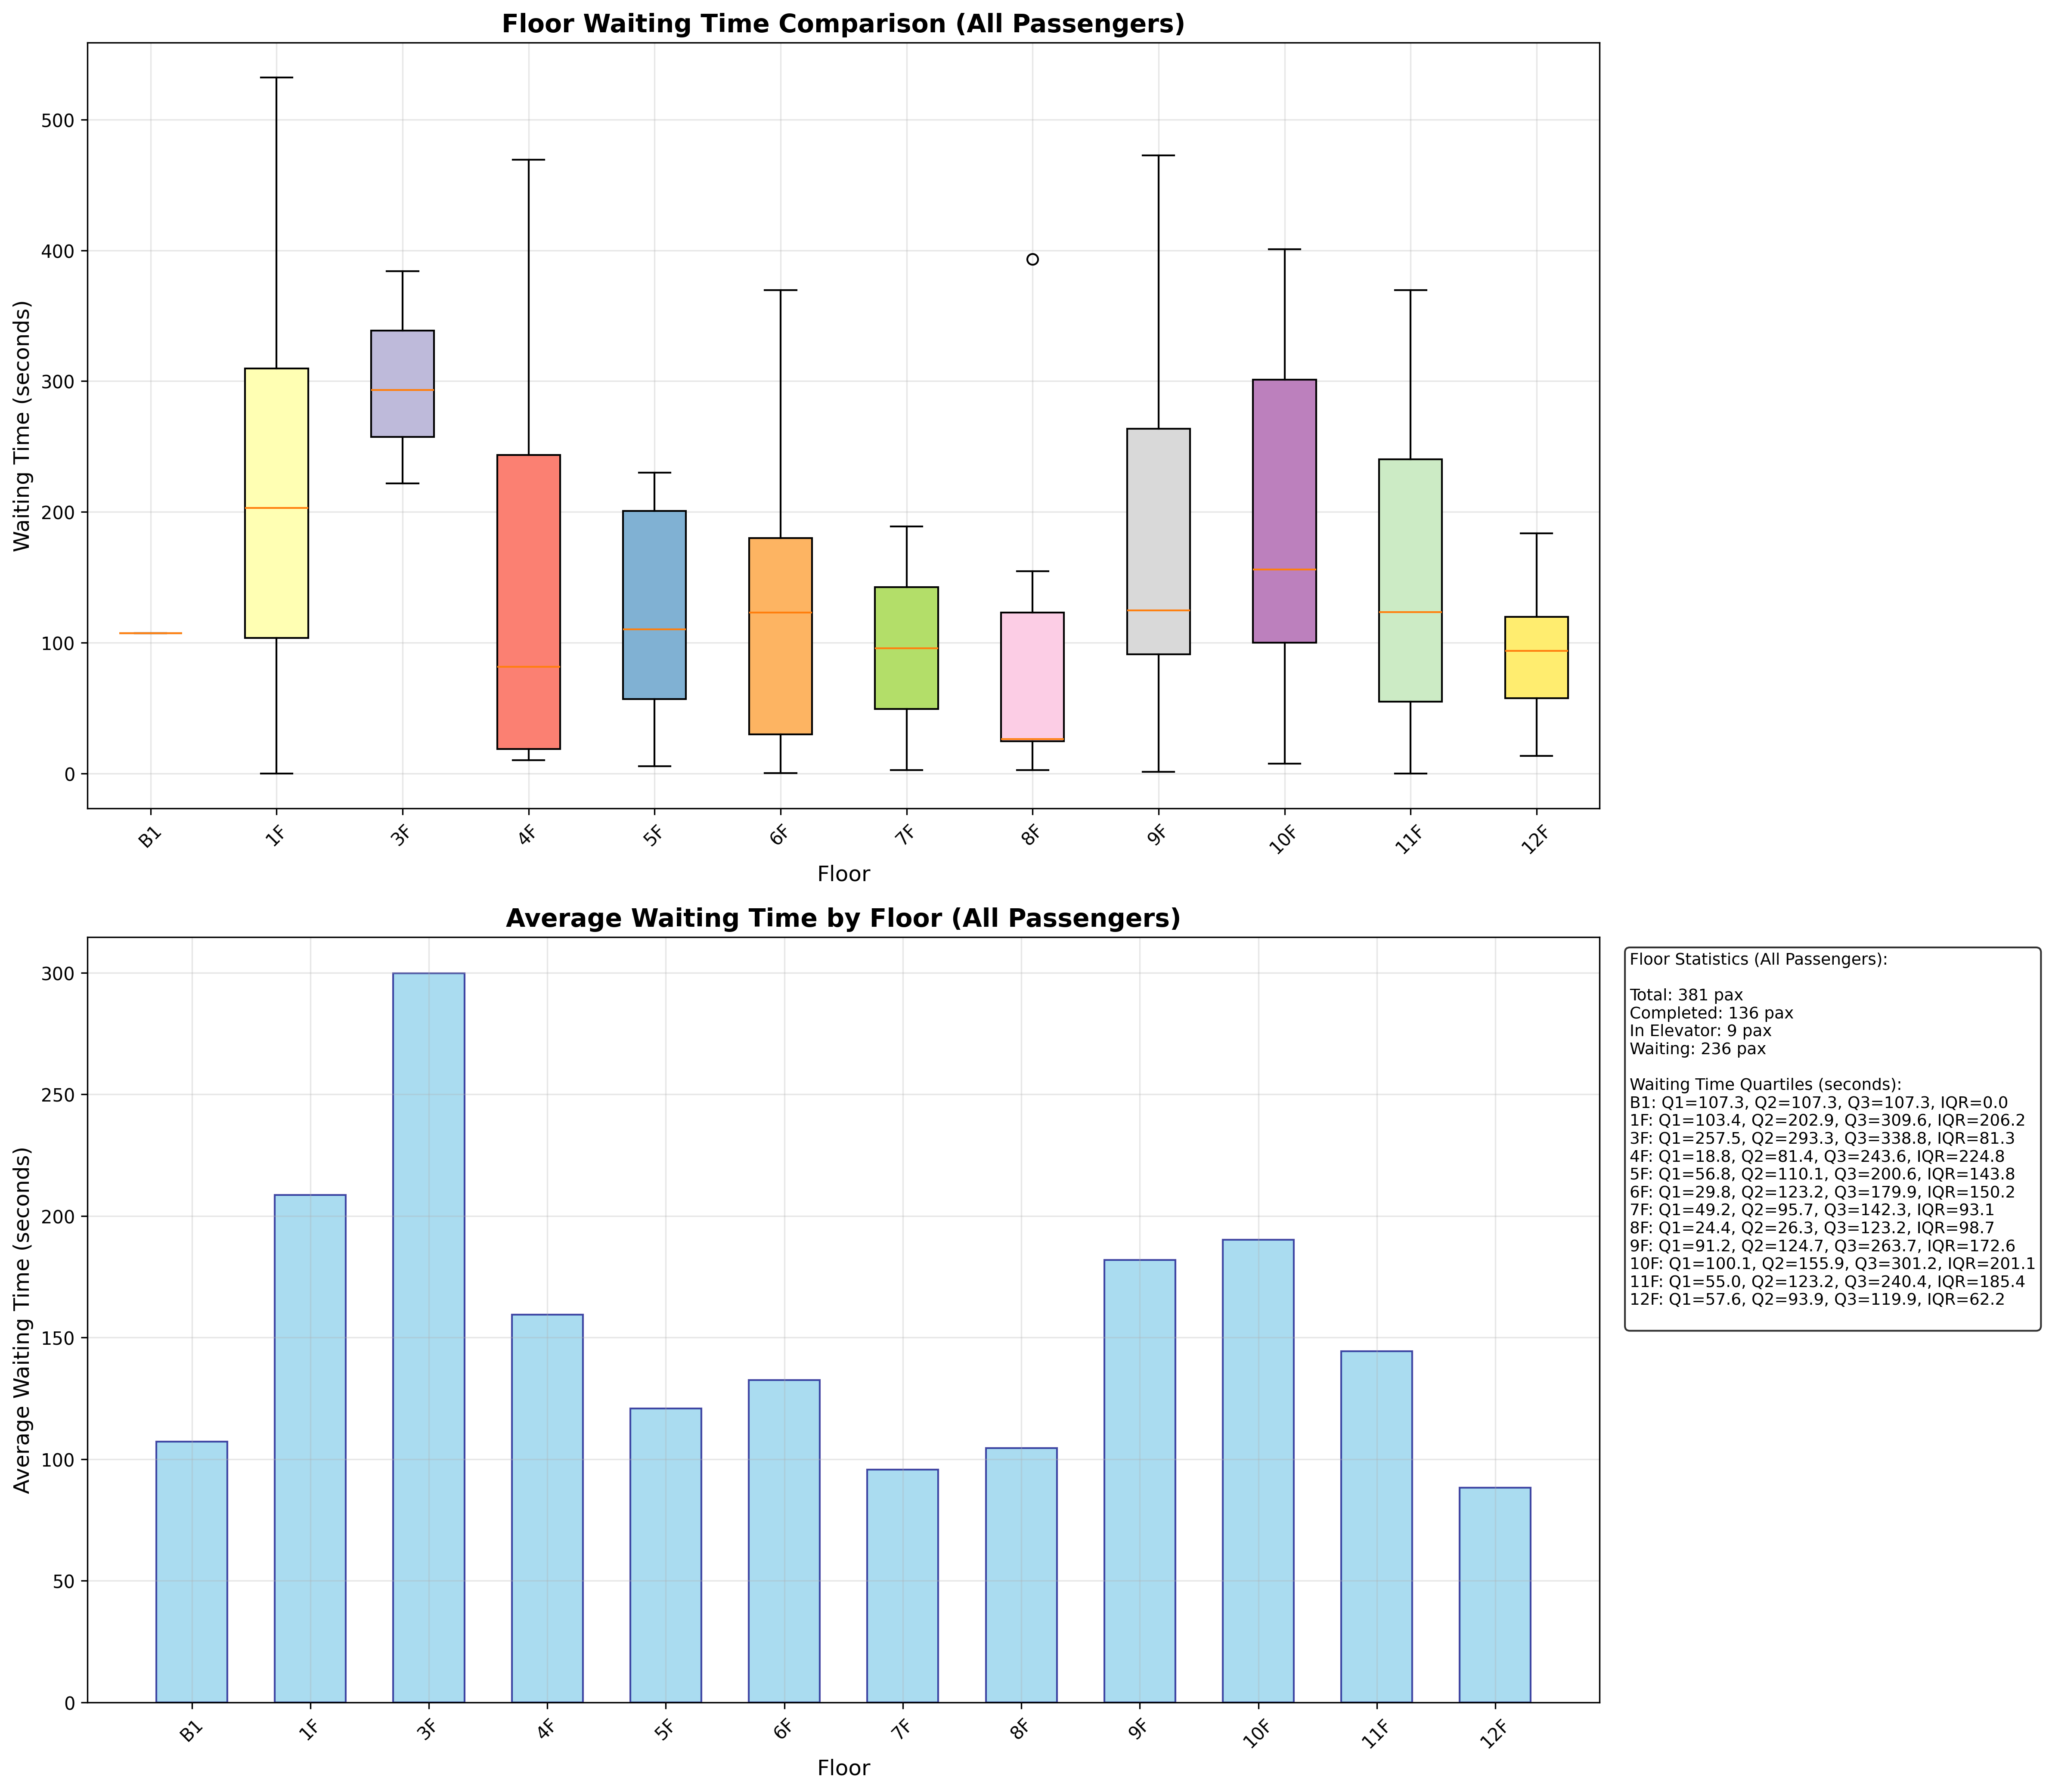 Floor Waiting Time Comparison (All Passengers)
Waiting Time (seconds)
500
400
300
200
100
0
B1
1F
3F
4F
5F
6F
7F
8F
9F
10F
11F
12F
Floor
Average Waiting Time by Floor (All Passengers)
Average Waiting Time (seconds)
300
250
200
150
100
50
0
B1
1F
3F
4F
5F
6F
7F
8F
9F
10F
11F
12F
Floor
Floor Statistics (All Passengers):
Total: 381 pax
Completed: 136 pax
In Elevator: 9 pax
Waiting: 236 pax
Waiting Time Quartiles (seconds):
B1: Q1=107.3, Q2=107.3, Q3=107.3, IQR=0.0
1F: Q1=103.4, Q2=202.9, Q3=309.6, IQR=206.2
3F: Q1=257.5, Q2=293.3, Q3=338.8, IQR=81.3
4F: Q1=18.8, Q2=81.4, Q3=243.6, IQR=224.8
5F: Q1=56.8, Q2=110.1, Q3=200.6, IQR=143.8
6F: Q1=29.8, Q2=123.2, Q3=179.9, IQR=150.2
7F: Q1=49.2, Q2=95.7, Q3=142.3, IQR=93.1
8F: Q1=24.4, Q2=26.3, Q3=123.2, IQR=98.7
9F: Q1=91.2, Q2=124.7, Q3=263.7, IQR=172.6
10F: Q1=100.1, Q2=155.9, Q3=301.2, IQR=201.1
11F: Q1=55.0, Q2=123.2, Q3=240.4, IQR=185.4
12F: Q1=57.6, Q2=93.9, Q3=119.9, IQR=62.2